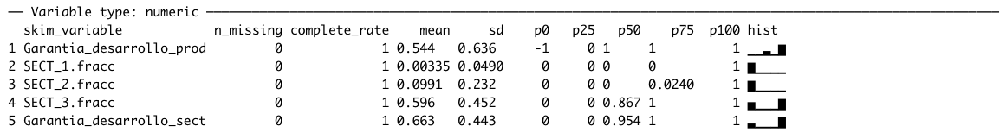 ── Variable type: numeric ──────────────────────────────────────────────────
skim_variable n_missing complete_rate mean sd p0 p25 p50 p75 p100 hist
1 Garantia_desarrollo_prod 0 1 0.544 0.636 -1 0 1 1 1 ▁▁▃▁▇
2 SECT_1.fracc 0 1 0.00335 0.0490 0 0 0 0 1 ▇▁▁▁▁
3 SECT_2.fracc 0 1 0.0991 0.232 0 0 0 0.0240 1 ▇▁▁▁▁
4 SECT_3.fracc 0 1 0.596 0.452 0 0 0.867 1 1 ▅▁▁▁▇
5 Garantia_desarrollo_sect 0 1 0.663 0.443 0 0 0.954 1 1 ▃▁▁▁▇